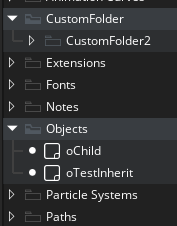 CustomFolder
CustomFolder2
Extensions
Fonts
Notes
Objects
oChild
oTestInherit
Particle Systems
Paths